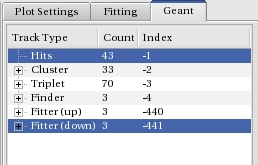 Plot Settings Fitting Geant
Track Type Count Index
Hits 43 -1
Cluster 33 -2
Triplet 70 -3
Finder 3 -4
Fitter (up) 3 -440
Fitter (down) 3 -441